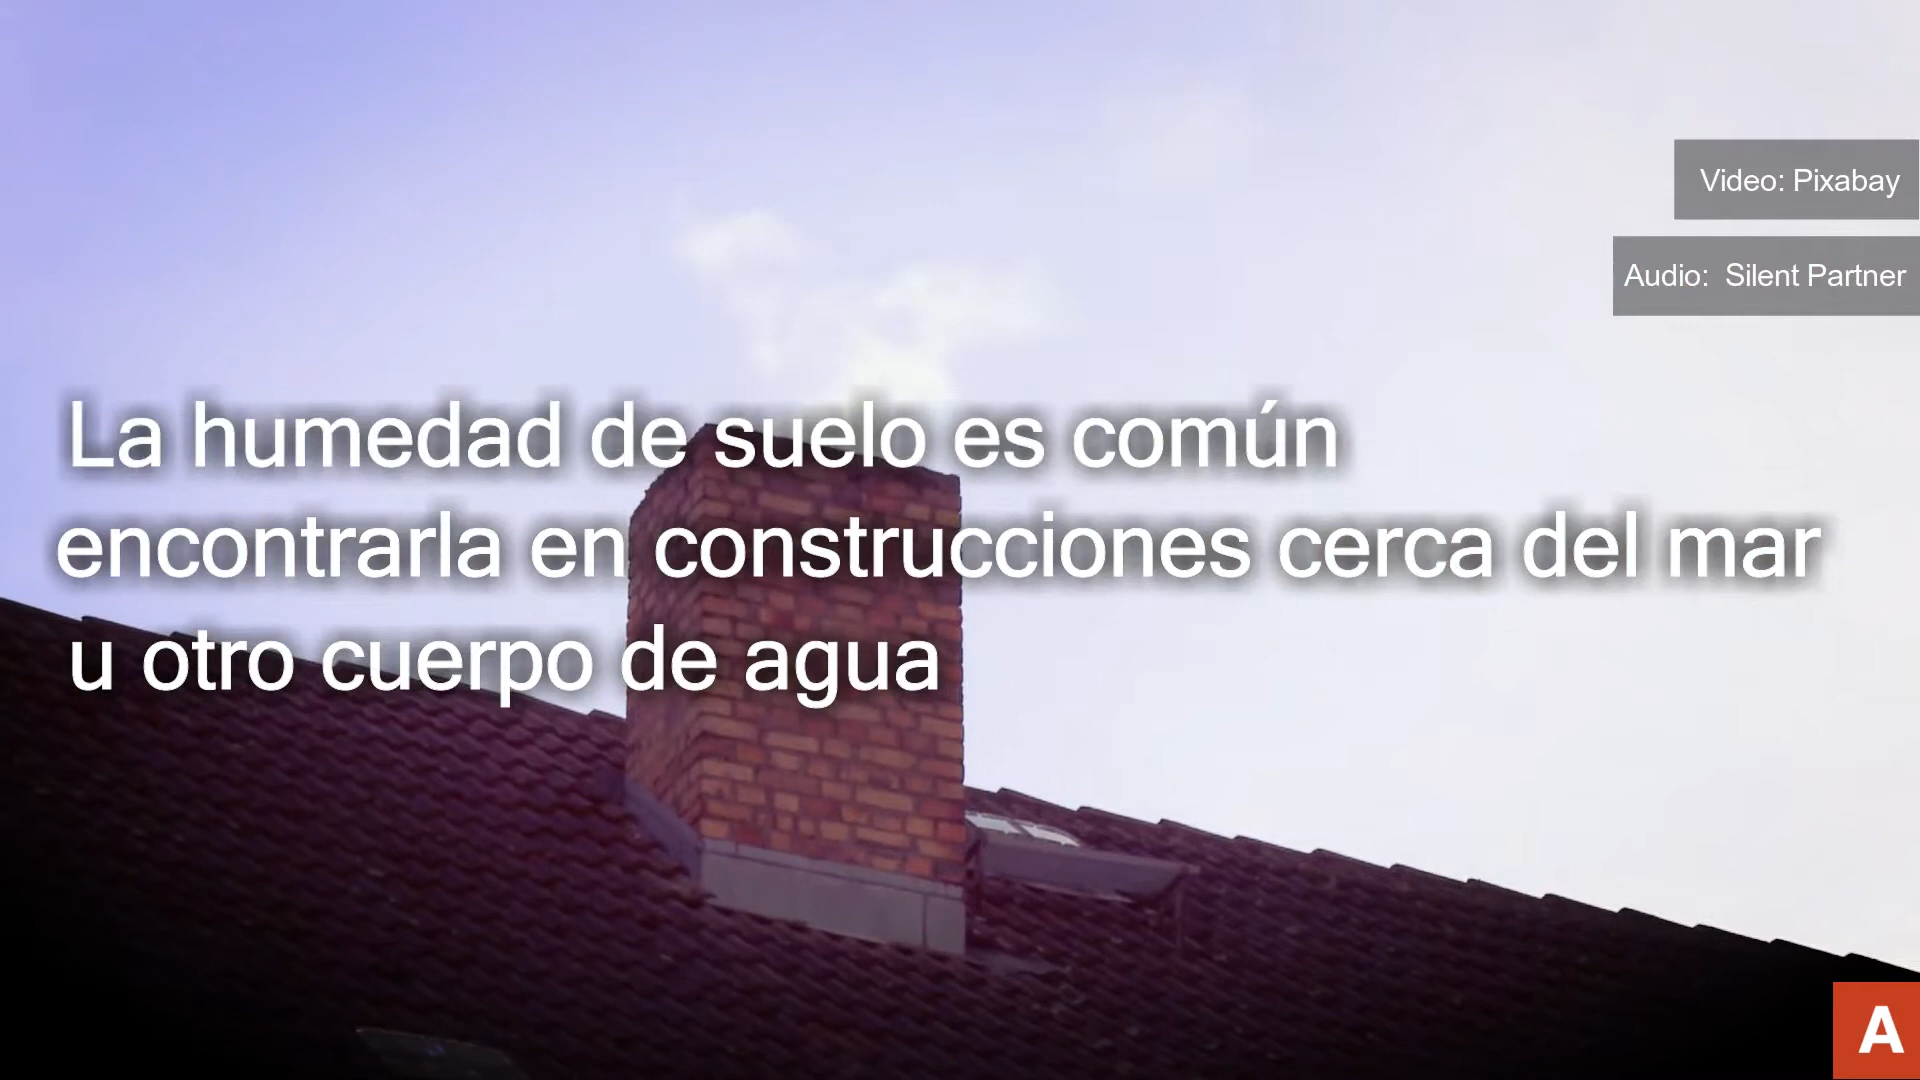 Video: Pixabay
Audio: Silent Partner
La humedad de suelo es común
encontrarla en construcciones cerca del mar
u otro cuerpo de agua
A